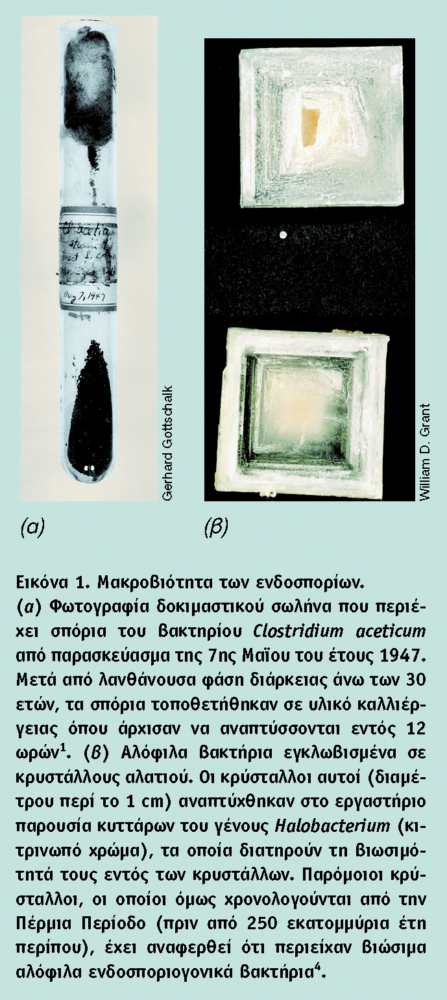 Cl. aceticum
May 7, 1947
Gerhard Gottschalk
William D. Grant
(α)
(β)
Εικόνα 1. Μακροβιότητα των ενδοσπορίων.
(α) Φωτογραφία δοκιμαστικού σωλήνα που περιέ-
χει σπόρια του βακτηρίου Clostridium aceticum
από παρασκεύασμα της 7ης Μαΐου του έτους 1947.
Μετά από λανθάνουσα φάση διάρκειας άνω των 30
ετών, τα σπόρια τοποθετήθηκαν σε υλικό καλλιέρ-
γειας όπου άρχισαν να αναπτύσσονται εντός 12
ωρών¹. (β) Αλόφιλα βακτήρια εγκλωβισμένα σε
κρυστάλλους αλατιού. Οι κρύσταλλοι αυτοί (διαμέ-
τρου περί το 1 cm) αναπτύχθηκαν στο εργαστήριο
παρουσία κυττάρων του γένους Halobacterium (κι-
τρινωπό χρώμα), τα οποία διατηρούν τη βιωσιμό-
τητά τους εντός των κρυστάλλων. Παρόμοιοι κρύ-
σταλλοι, οι οποίοι όμως χρονολογούνται από την
Πέρμια Περίοδο (πριν από 250 εκατομμύρια έτη
περίπου), έχει αναφερθεί ότι περιείχαν βιώσιμα
αλόφιλα ενδοσποριογονικά βακτήρια⁴.